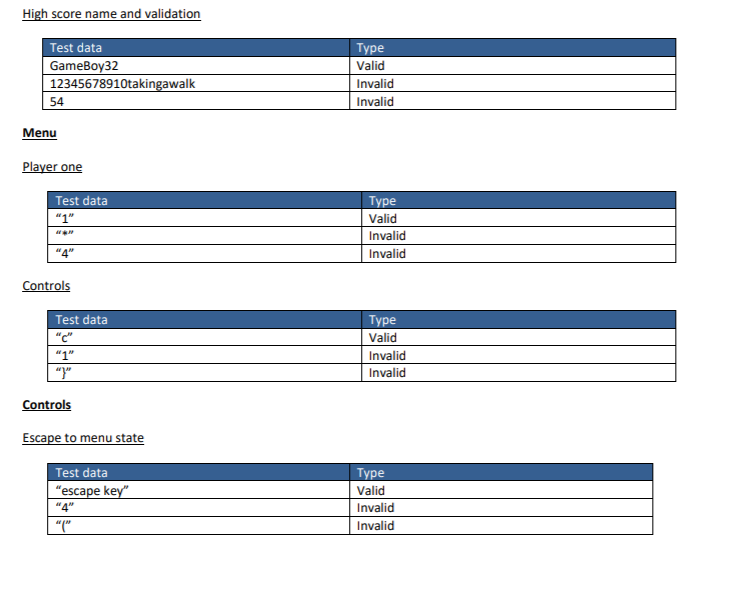 High score name and validation
Test data Type
GameBoy32 Valid
12345678910takingawalk Invalid
54 Invalid
Menu
Player one
Test data Type
“1” Valid
“*” Invalid
“4” Invalid
Controls
Test data Type
“c” Valid
“1” Invalid
“}” Invalid
Controls
Escape to menu state
Test data Type
“escape key” Valid
“4” Invalid
“(” Invalid